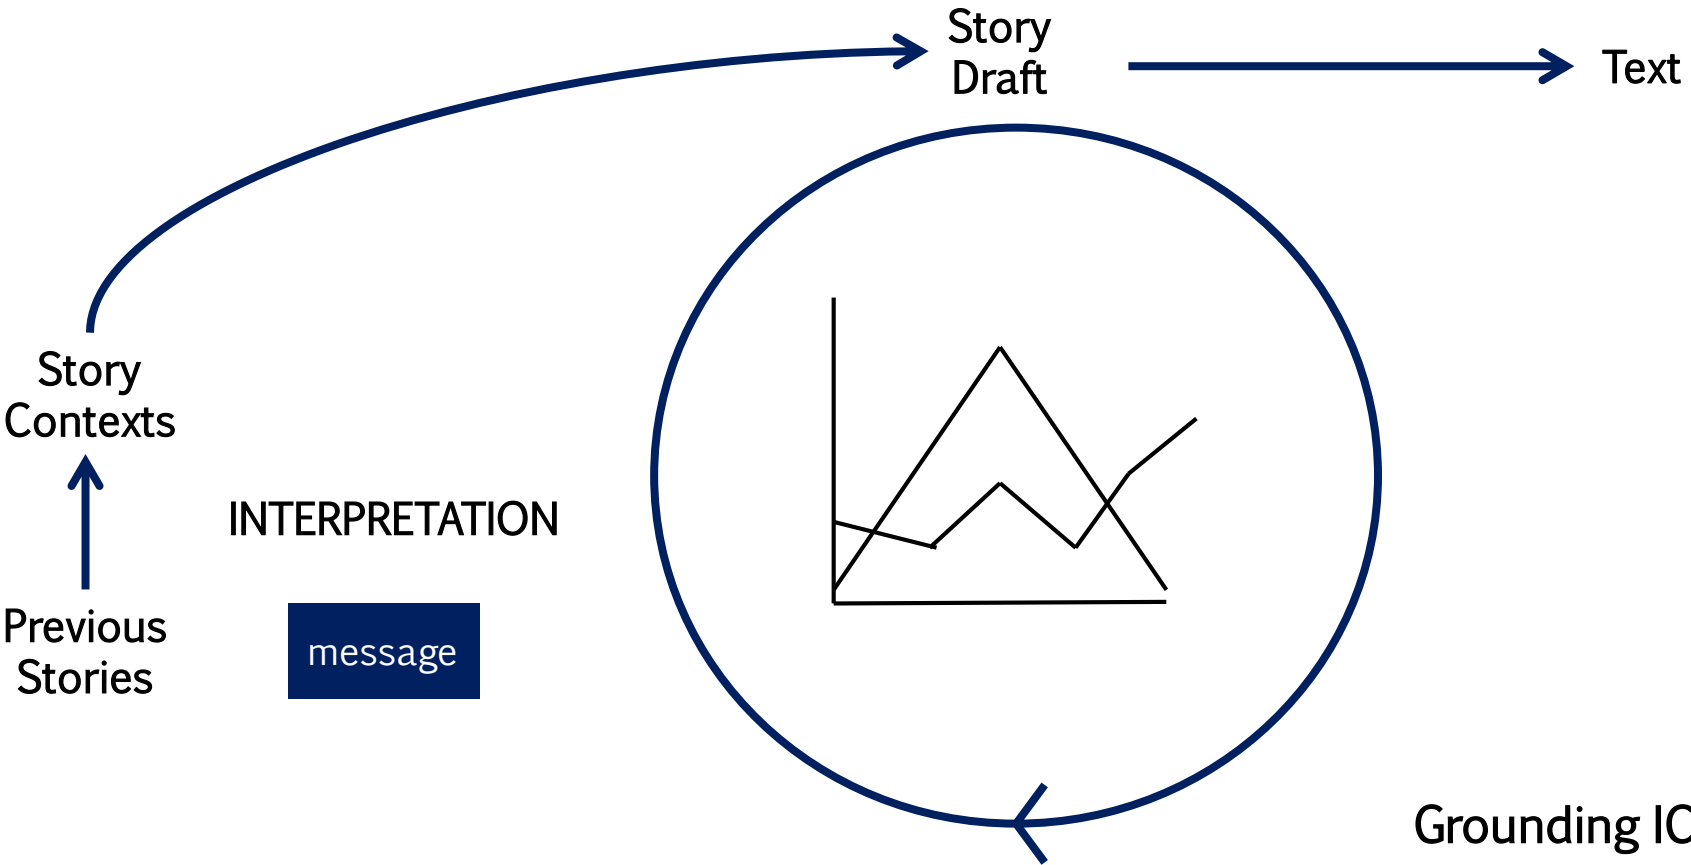 Story
Draft
Text
Story
Contexts
INTERPRETATION
Previous
Stories
message
Grounding IC